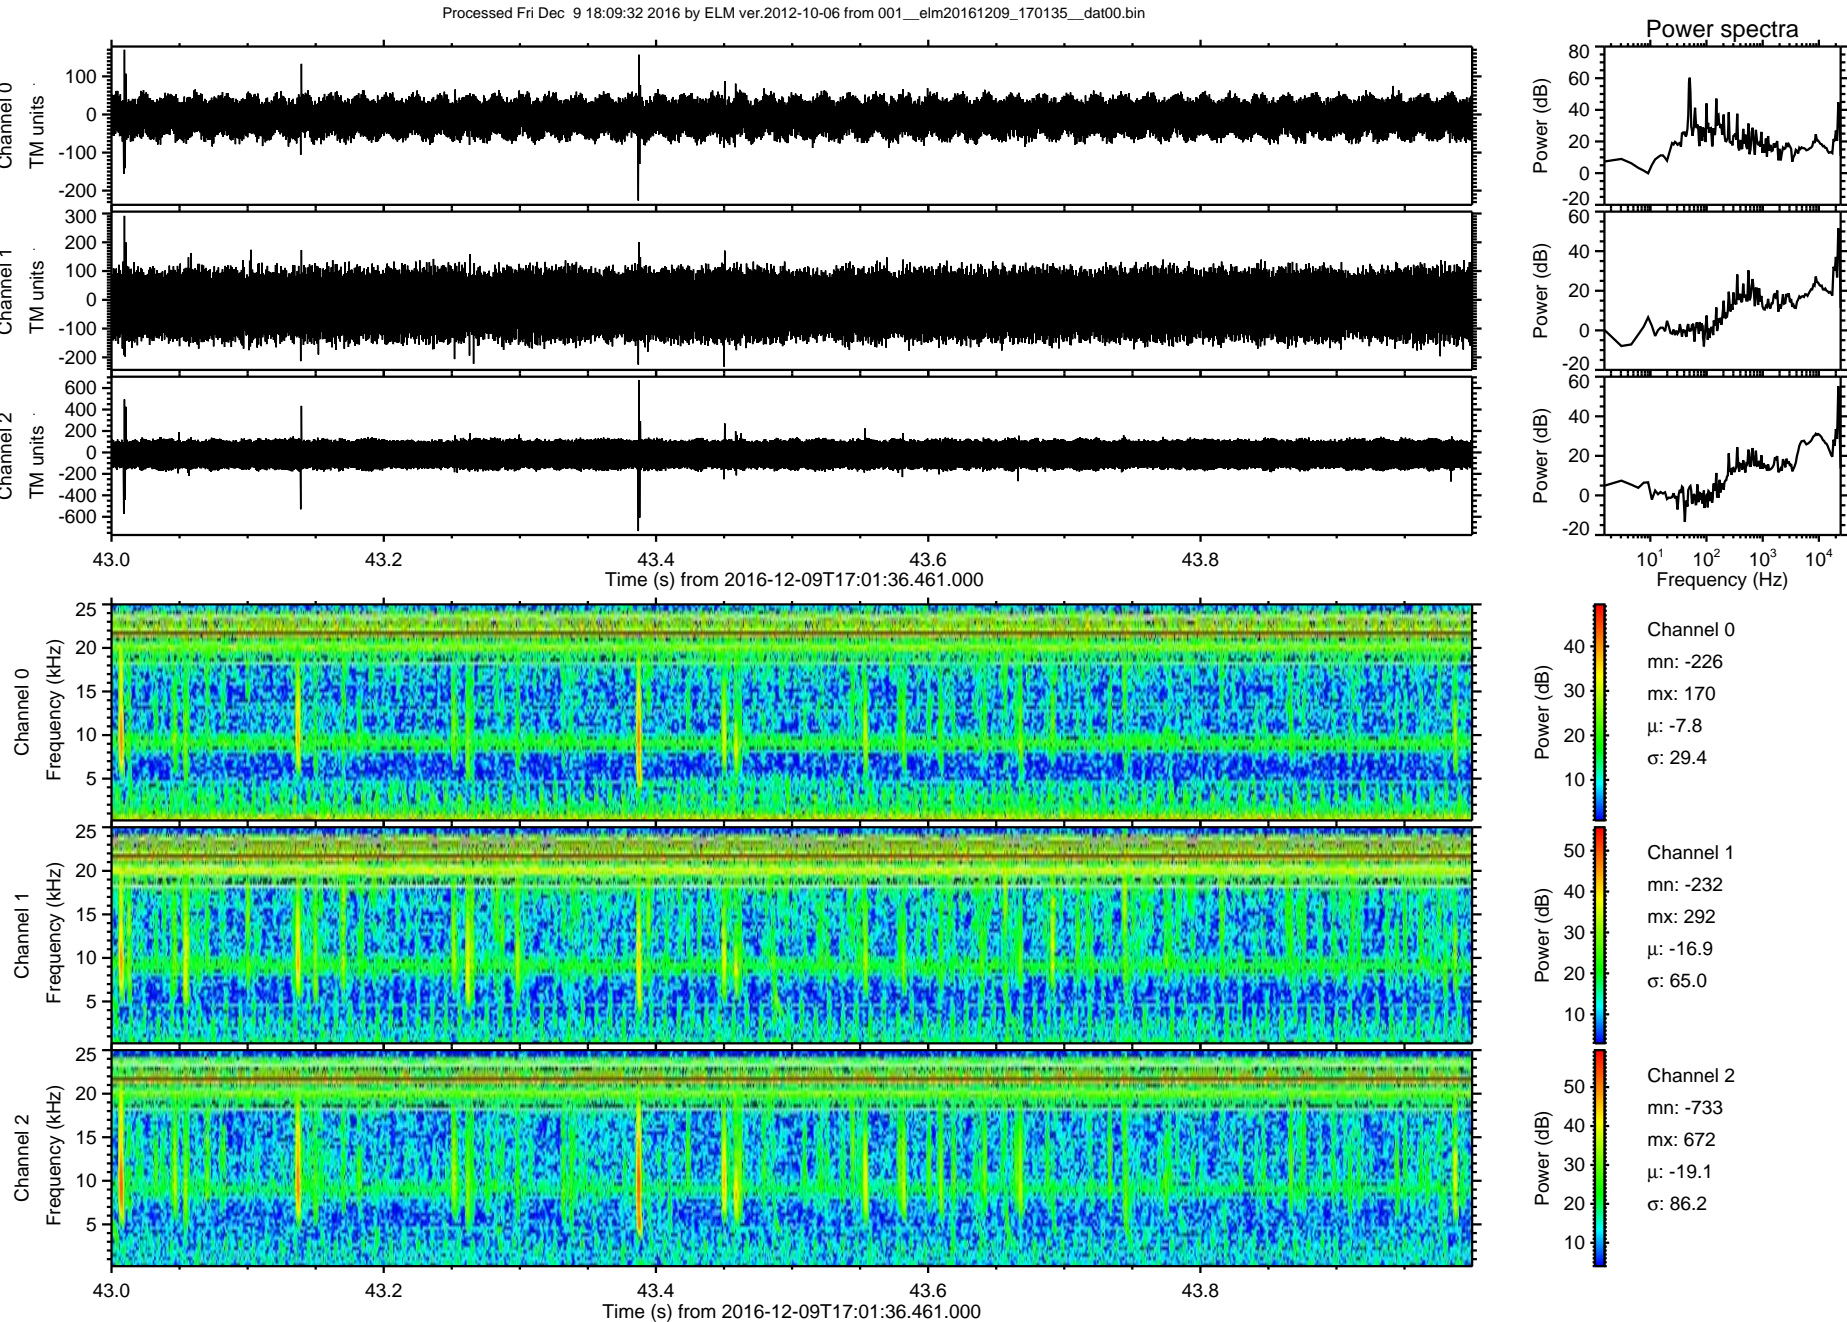 Processed Fri Dec  9 18:09:32 2016 by ELM ver.2012-10-06 from 001__elm20161209_170135__dat00.bin
Power spectra
Channel 0
TM units
100
0
-100
-200
Power (dB)
80
60
40
20
0
-20
Channel 1
TM units
300
200
100
0
-100
-200
Power (dB)
60
40
20
0
-20
Channel 2
TM units
600
400
200
0
-200
-400
-600
Power (dB)
60
40
20
0
-20
43.0 43.2 43.4 43.6 43.8
Time (s) from 2016-12-09T17:01:36.461.000
10¹ 10² 10³ 10⁴
Frequency (Hz)
Channel 0
Frequency (kHz)
25
20
15
10
5
Power (dB)
40
30
20
10
Channel 0
mn: -226
mx: 170
μ: -7.8
σ: 29.4
Channel 1
Frequency (kHz)
25
20
15
10
5
Power (dB)
50
40
30
20
10
Channel 1
mn: -232
mx: 292
μ: -16.9
σ: 65.0
Channel 2
Frequency (kHz)
25
20
15
10
5
Power (dB)
50
40
30
20
10
Channel 2
mn: -733
mx: 672
μ: -19.1
σ: 86.2
43.0 43.2 43.4 43.6 43.8
Time (s) from 2016-12-09T17:01:36.461.000